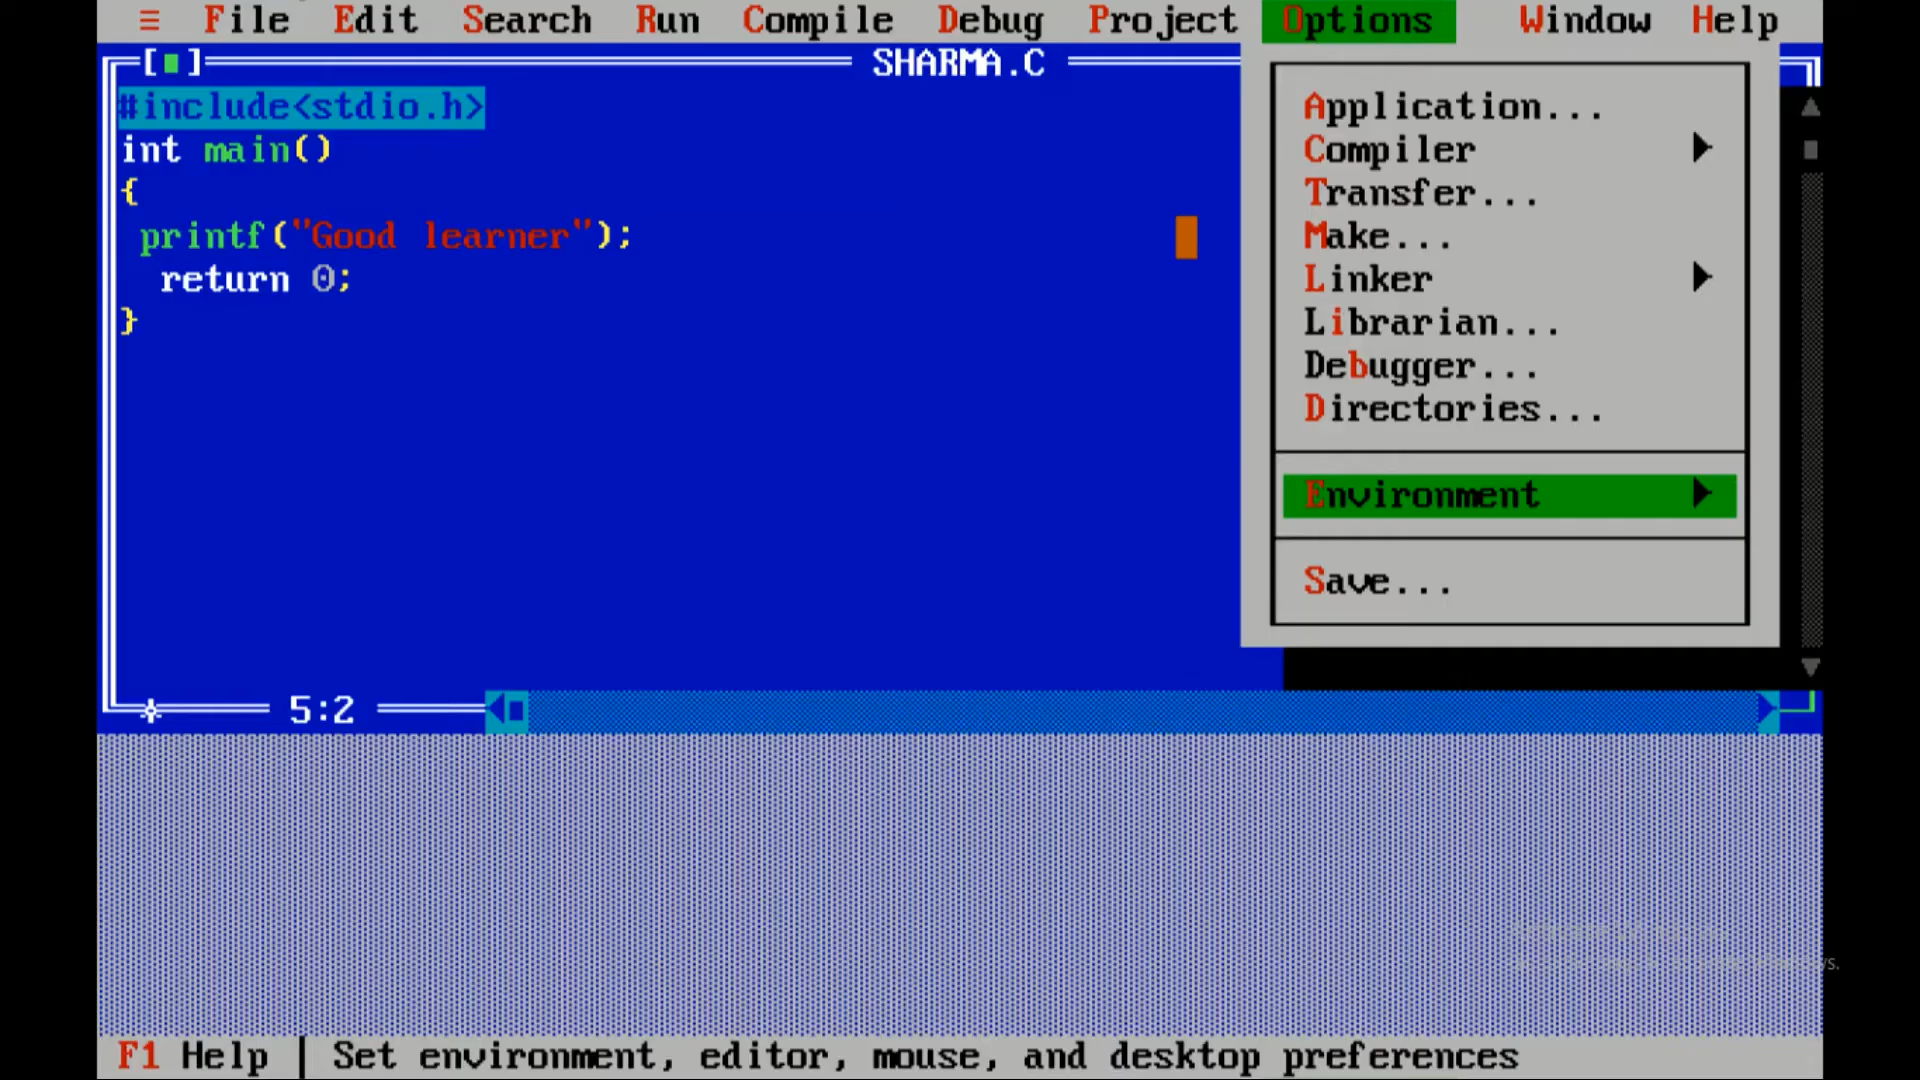 ≡ File Edit Search Run Compile Debug Project Options Window Help
SHARMA.C
#include<stdio.h>
int main()
{
printf("Good learner");
return 0;
}
Application...
Compiler
Transfer...
Make...
Linker
Librarian...
Debugger...
Directories...
Environment
Save...
5:2
F1 Help | Set environment, editor, mouse, and desktop preferences